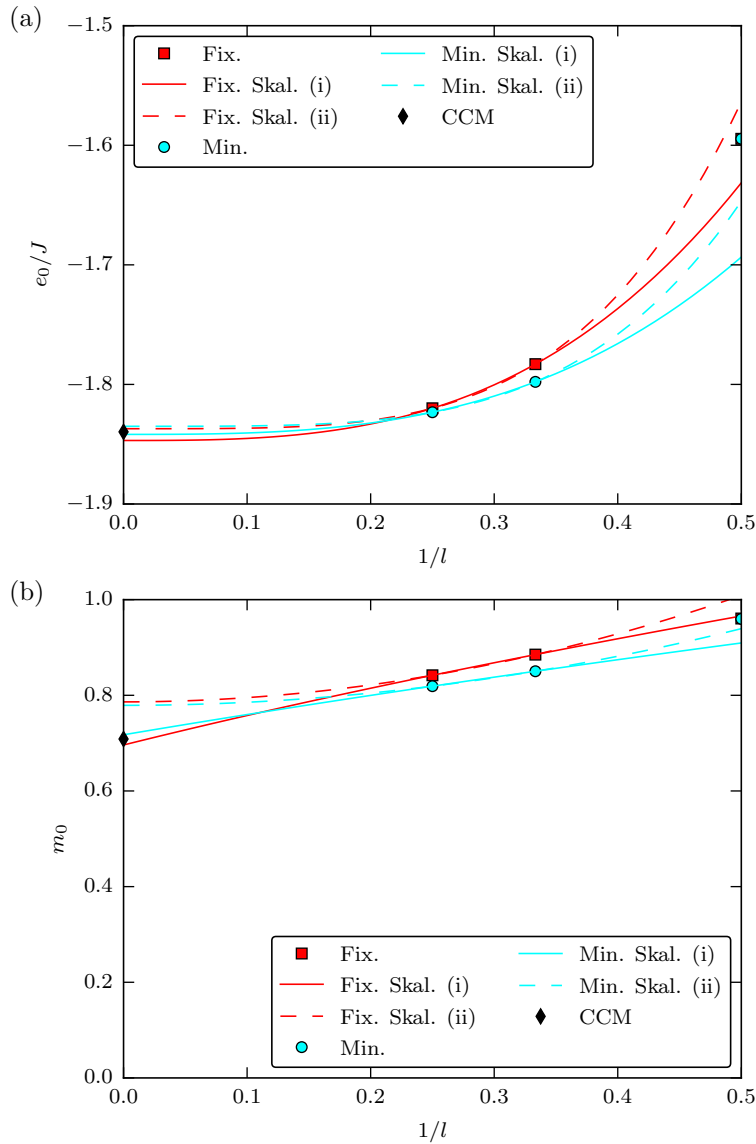 (a)
−1.5
−1.6
−1.7
−1.8
−1.9
e₀/J
Fix.
Fix. Skal. (i)
Fix. Skal. (ii)
Min.
Min. Skal. (i)
Min. Skal. (ii)
CCM
0.0 0.1 0.2 0.3 0.4 0.5
1/l
(b)
1.0
0.8
0.6
0.4
0.2
0.0
m₀
Fix.
Fix. Skal. (i)
Fix. Skal. (ii)
Min.
Min. Skal. (i)
Min. Skal. (ii)
CCM
0.0 0.1 0.2 0.3 0.4 0.5
1/l